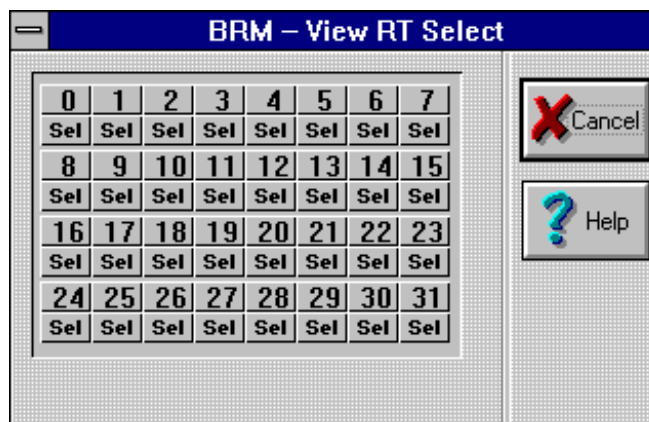 BRM – View RT Select
0 1 2 3 4 5 6 7
Sel Sel Sel Sel Sel Sel Sel Sel
8 9 10 11 12 13 14 15
Sel Sel Sel Sel Sel Sel Sel Sel
16 17 18 19 20 21 22 23
Sel Sel Sel Sel Sel Sel Sel Sel
24 25 26 27 28 29 30 31
Sel Sel Sel Sel Sel Sel Sel Sel
Cancel
Help